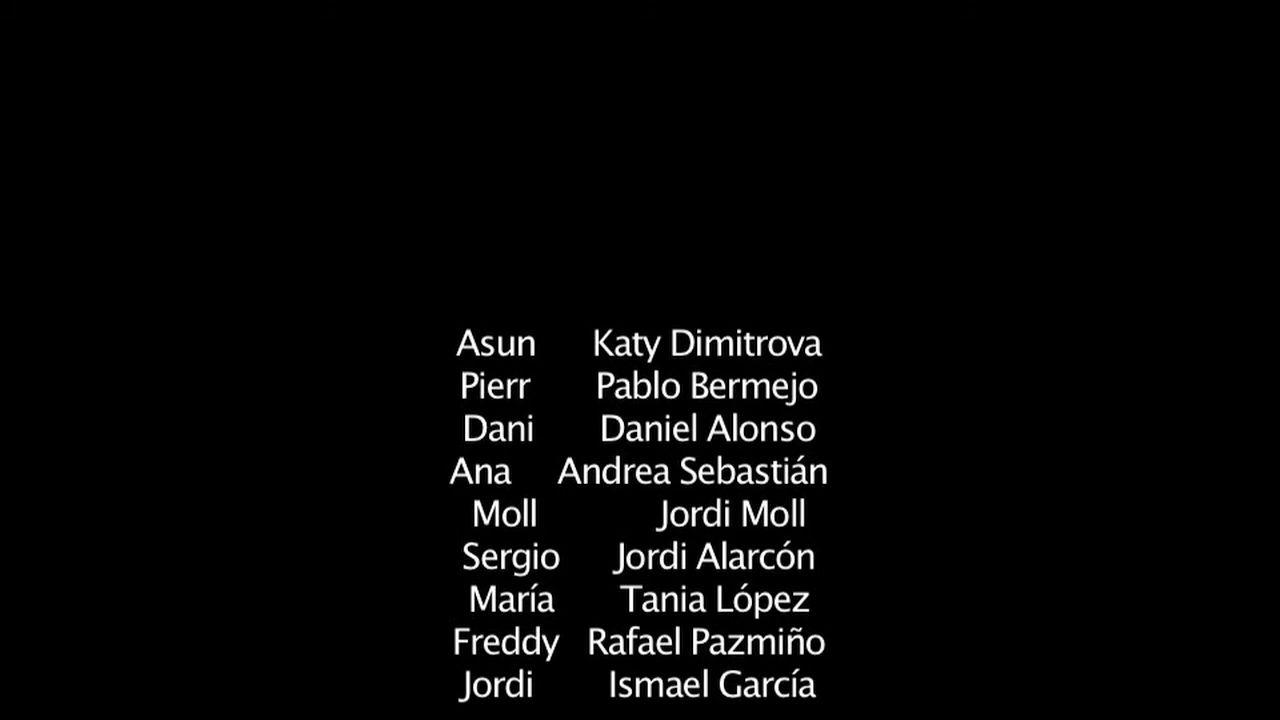 Asun Katy Dimitrova
Pierr Pablo Bermejo
Dani Daniel Alonso
Ana Andrea Sebastián
Moll Jordi Moll
Sergio Jordi Alarcón
María Tania López
Freddy Rafael Pazmiño
Jordi Ismael García